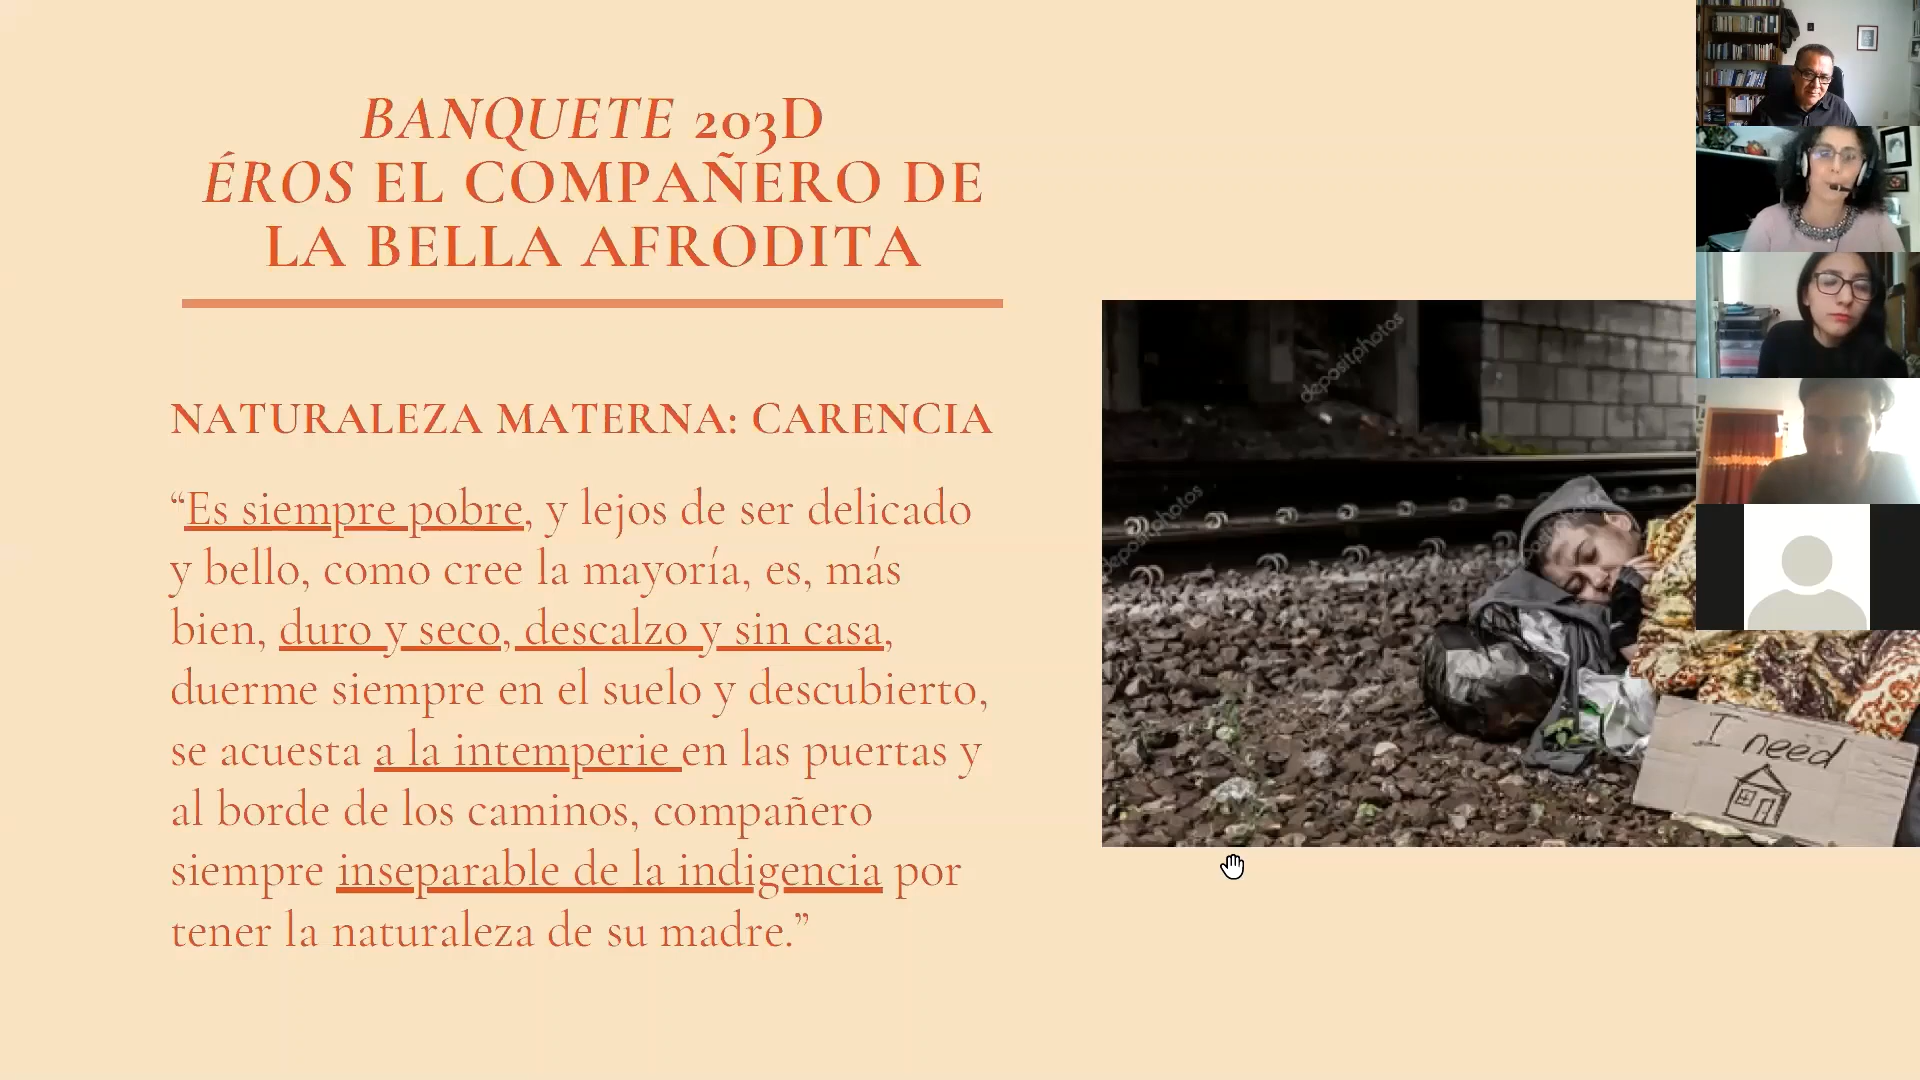 BANQUETE 203D
ÉROS EL COMPAÑERO DE
LA BELLA AFRODITA
NATURALEZA MATERNA: CARENCIA
“Es siempre pobre, y lejos de ser delicado
y bello, como cree la mayoría, es, más
bien, duro y seco, descalzo y sin casa,
duerme siempre en el suelo y descubierto,
se acuesta a la intemperie en las puertas y
al borde de los caminos, compañero
siempre inseparable de la indigencia por
tener la naturaleza de su madre.”
depositphotos
depositphotos
depositphotos
I need